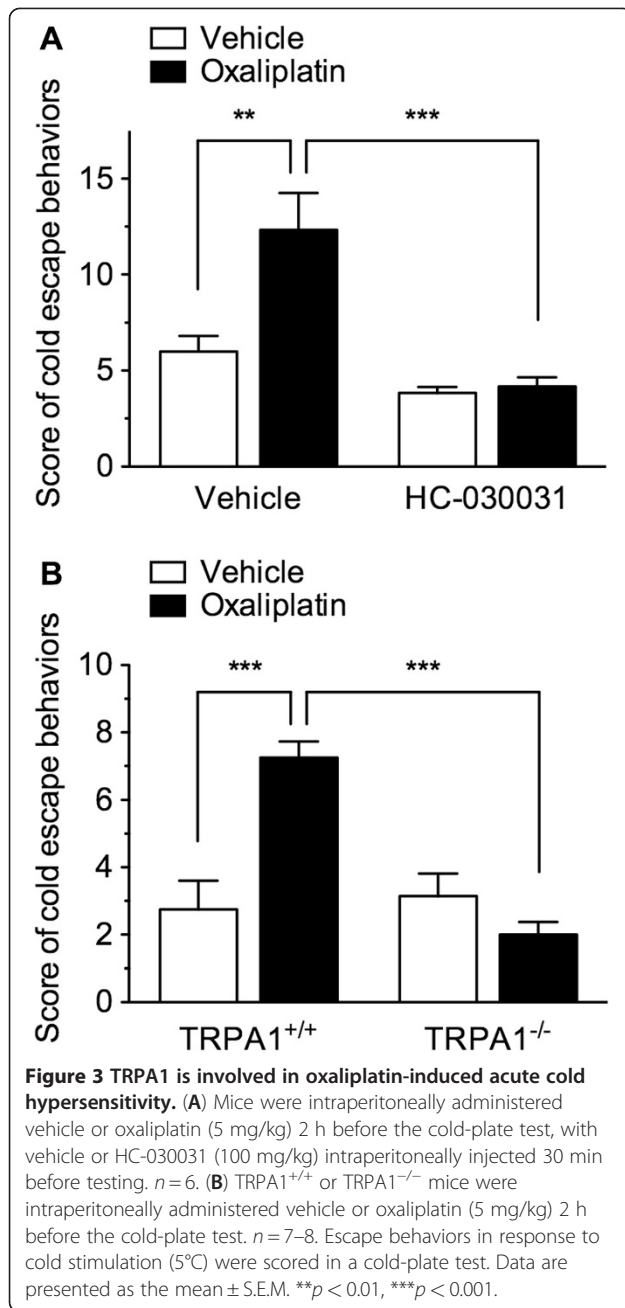 A
Vehicle
Oxaliplatin
**
***
Score of cold escape behaviors
15
10
5
0
Vehicle HC-030031
B
Vehicle
Oxaliplatin
***
***
Score of cold escape behaviors
10
8
6
4
2
0
TRPA1+/+ TRPA1-/-
Figure 3 TRPA1 is involved in oxaliplatin-induced acute cold
hypersensitivity. (A) Mice were intraperitoneally administered
vehicle or oxaliplatin (5 mg/kg) 2 h before the cold-plate test, with
vehicle or HC-030031 (100 mg/kg) intraperitoneally injected 30 min
before testing. n = 6. (B) TRPA1+/+ or TRPA1−/− mice were
intraperitoneally administered vehicle or oxaliplatin (5 mg/kg) 2 h
before the cold-plate test. n = 7–8. Escape behaviors in response to
cold stimulation (5°C) were scored in a cold-plate test. Data are
presented as the mean ± S.E.M. **p < 0.01, ***p < 0.001.